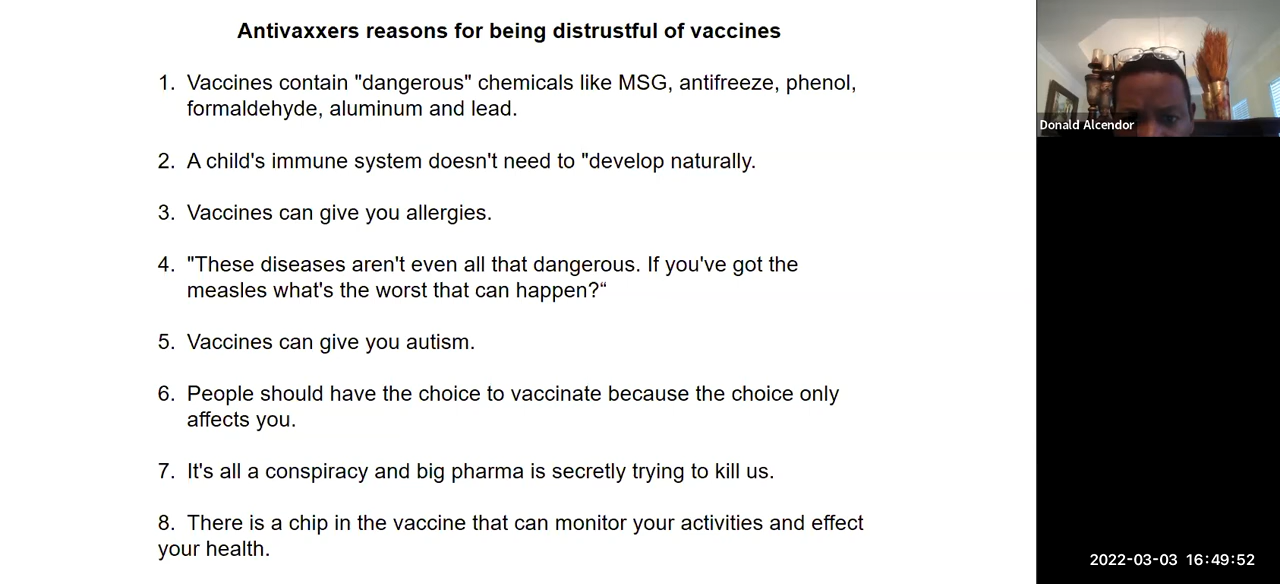 Antivaxxers reasons for being distrustful of vaccines
1. Vaccines contain "dangerous" chemicals like MSG, antifreeze, phenol,
formaldehyde, aluminum and lead.
2. A child's immune system doesn't need to "develop naturally.
3. Vaccines can give you allergies.
4. "These diseases aren't even all that dangerous. If you've got the
measles what's the worst that can happen?“
5. Vaccines can give you autism.
6. People should have the choice to vaccinate because the choice only
affects you.
7. It's all a conspiracy and big pharma is secretly trying to kill us.
8. There is a chip in the vaccine that can monitor your activities and effect
your health.
Donald Alcendor
2022-03-03 16:49:52